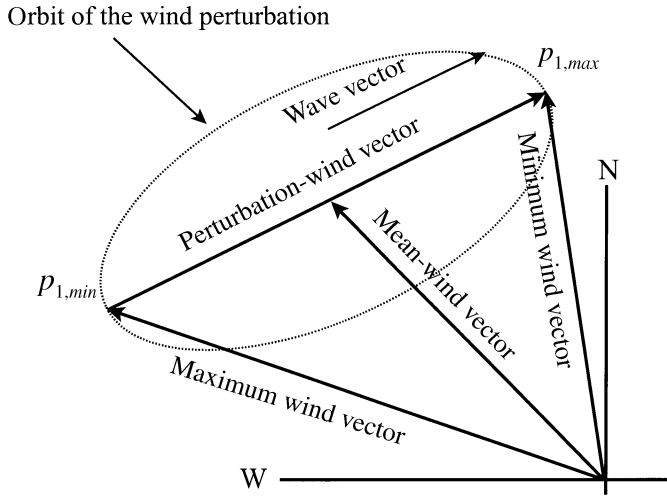 Orbit of the wind perturbation
p1,max
Wave vector
Perturbation-wind vector
Minimum wind vector
N
Mean-wind vector
p1,min
Maximum wind vector
W